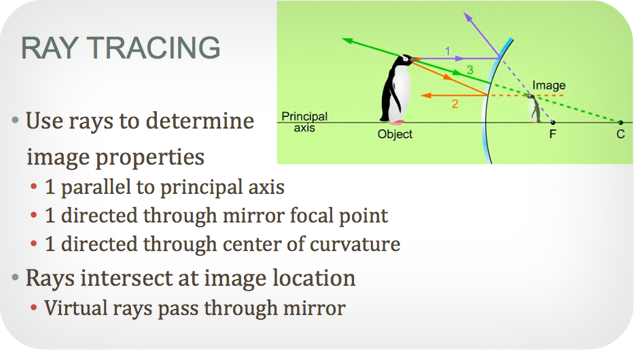 RAY TRACING
• Use rays to determine
image properties
• 1 parallel to principal axis
• 1 directed through mirror focal point
• 1 directed through center of curvature
• Rays intersect at image location
• Virtual rays pass through mirror
1
3
2
Image
Principal
axis
Object
F
C